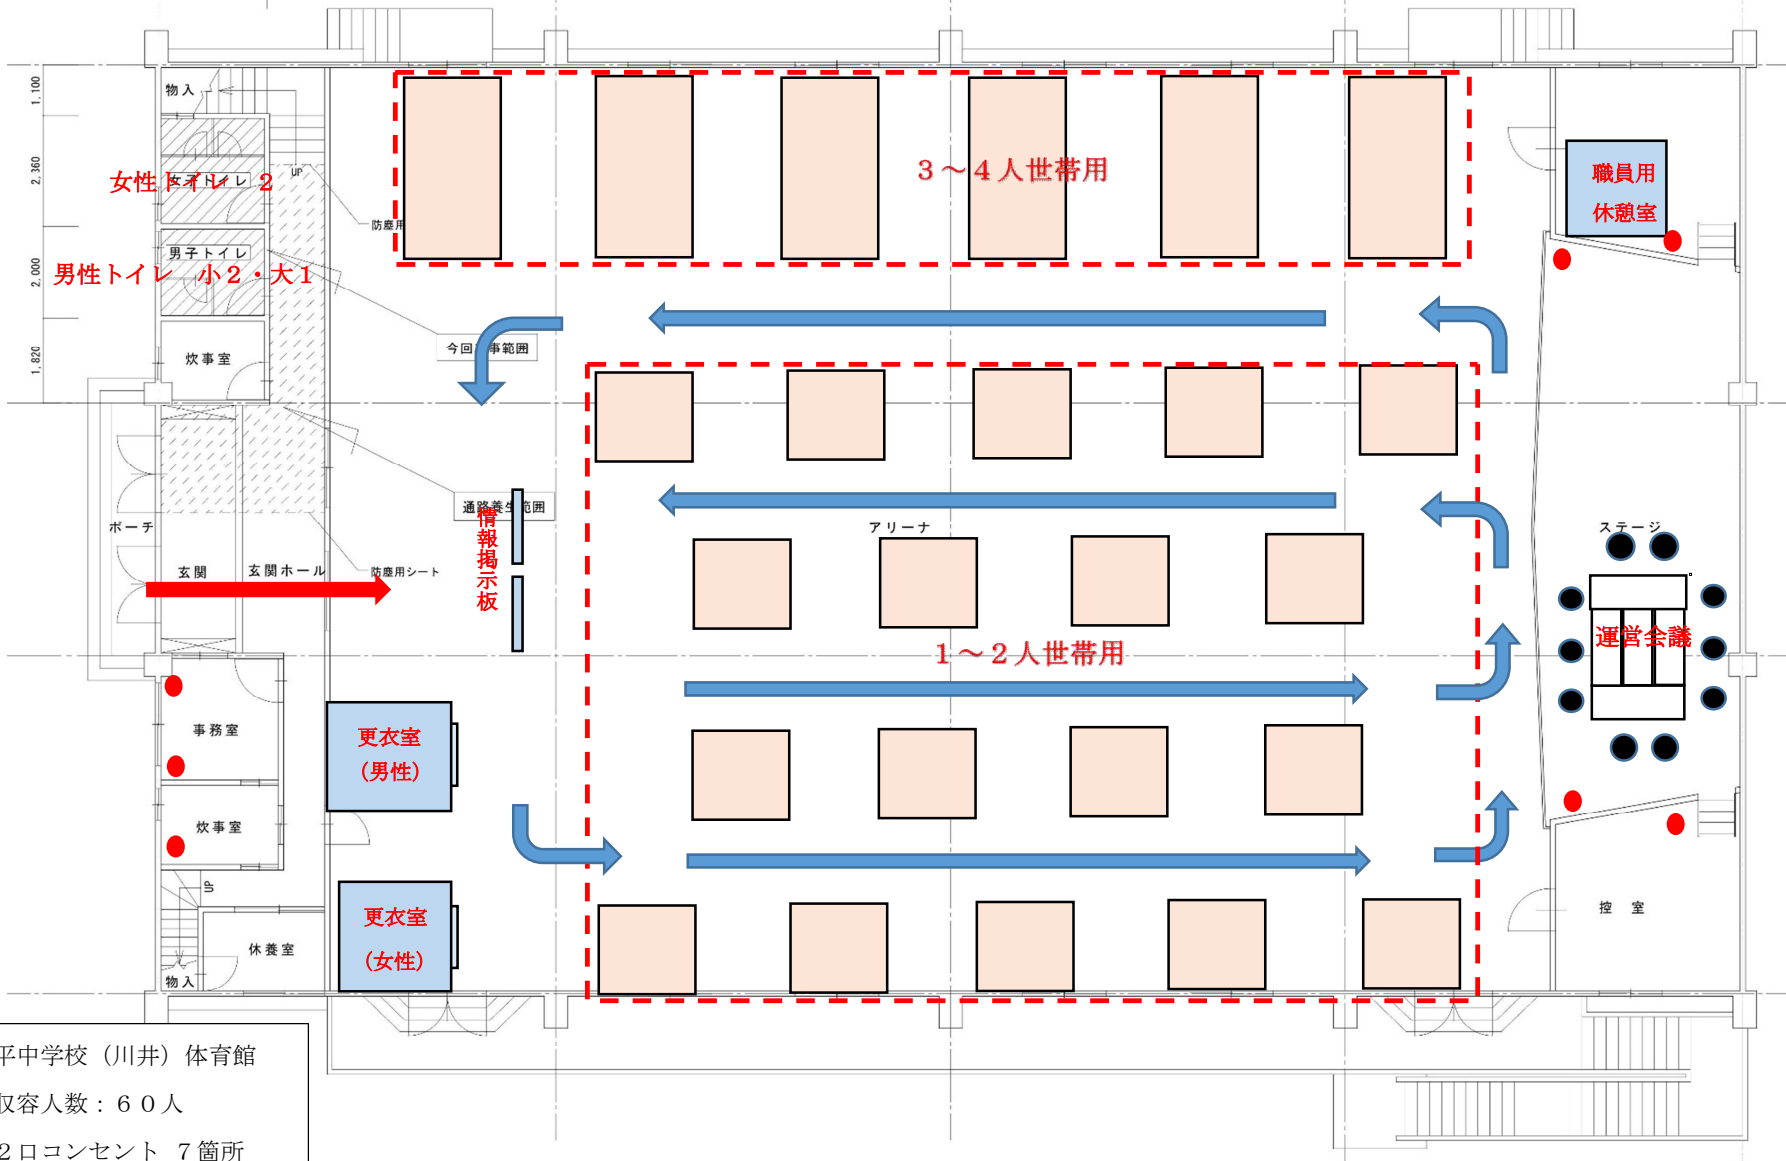 1,100
2,360
2,000
1,820
物入
女子トイレ
女性トイレ 2
UP
防塵用
男子トイレ
男性トイレ 小2・大1
炊事室
3～4人世帯用
職員用
休憩室
今回 事範囲
通路養生範囲
情報掲示板
アリーナ
ステージ
ポーチ
玄関
玄関ホール
防塵用シート
運営会議
1～2人世帯用
事務室
更衣室
(男性)
炊事室
UP
更衣室
(女性)
休養室
物入
控 室
平中学校（川井）体育館
収容人数：60人
2口コンセント 7箇所